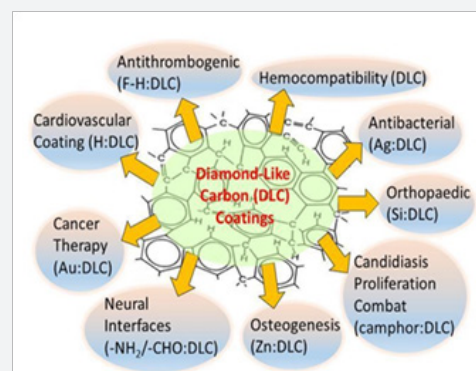 Antithrombogenic
(F-H:DLC)
Hemocompatibility (DLC)
Cardiovascular
Coating (H:DLC)
Antibacterial
(Ag:DLC)
Diamond-Like
Carbon (DLC)
Coatings
Orthopaedic
(Si:DLC)
Cancer
Therapy
(Au:DLC)
Candidiasis
Proliferation
Combat
(camphor:DLC)
Neural
Interfaces
(-NH₂/-CHO:DLC)
Osteogenesis
(Zn:DLC)